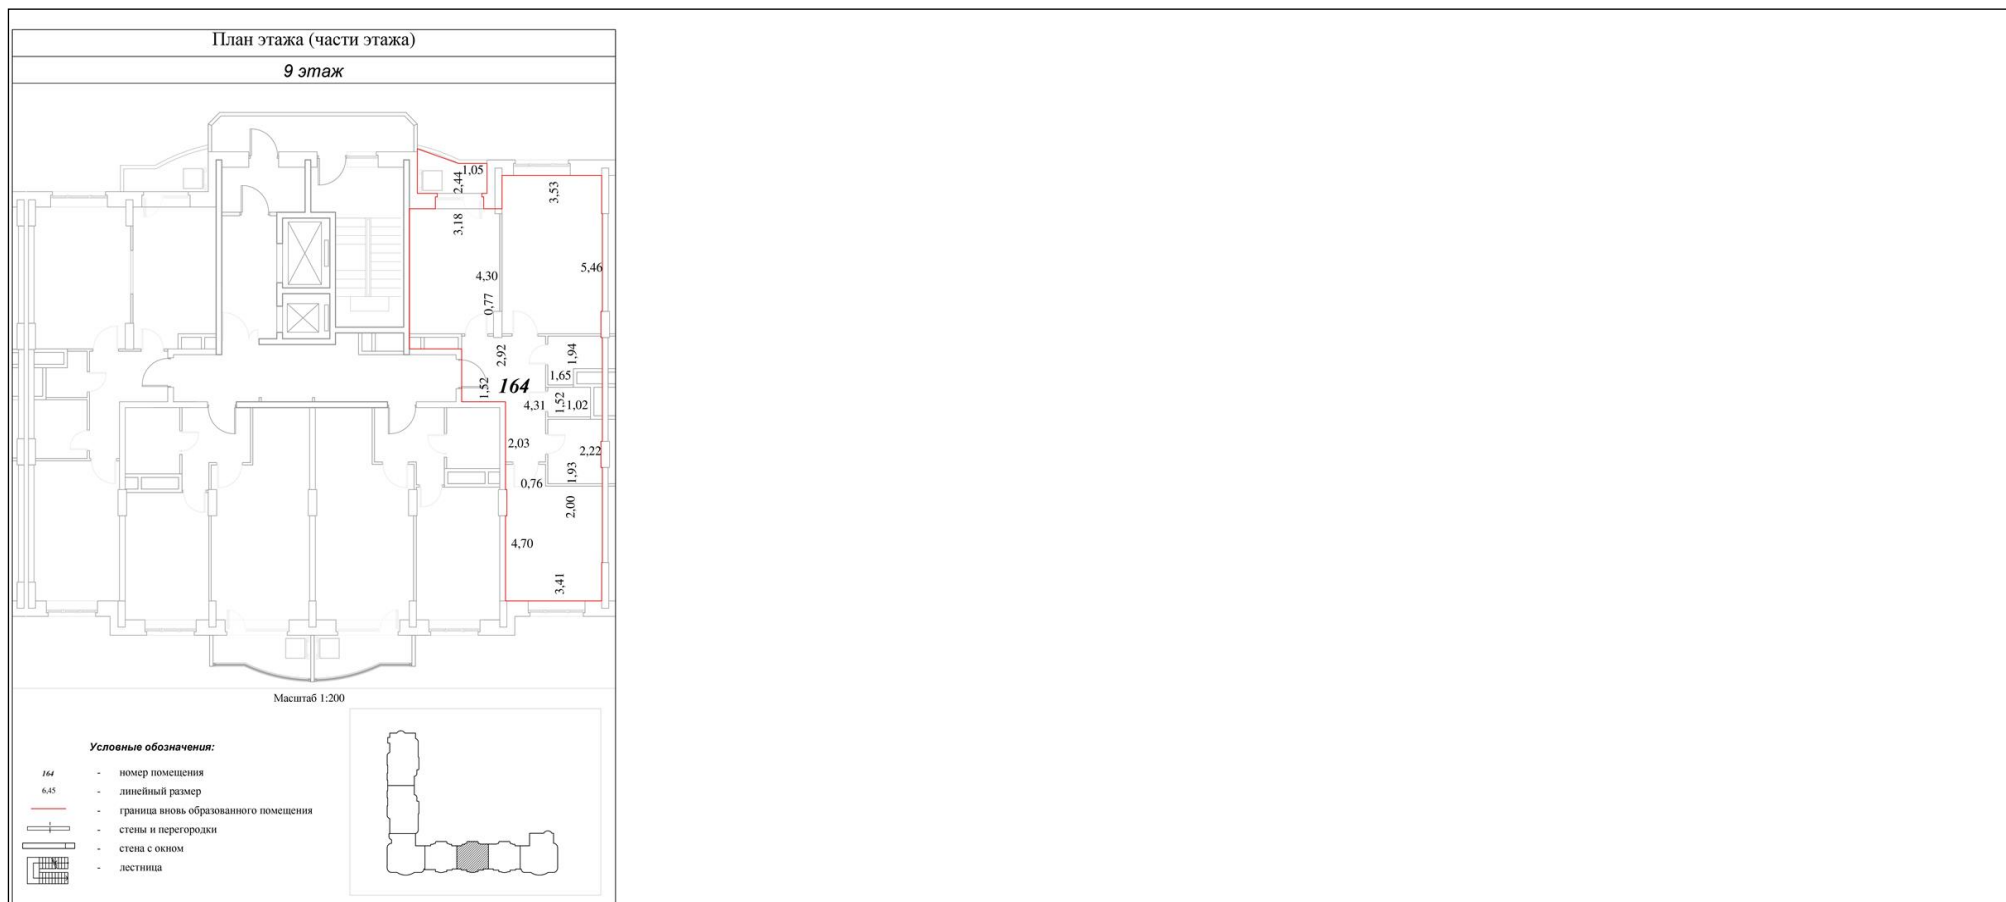 План этажа (части этажа)
9 этаж
1,05
2,44
3,53
3,18
5,46
4,30
0,77
2,92
1,94
1,65
164
1,52
4,31
1,52
1,02
2,03
2,22
1,93
0,76
2,00
4,70
3,41
Масштаб 1:200
Условные обозначения:
164 - номер помещения
6,45 - линейный размер
- граница вновь образованного помещения
- стены и перегородки
- стена с окном
- лестница